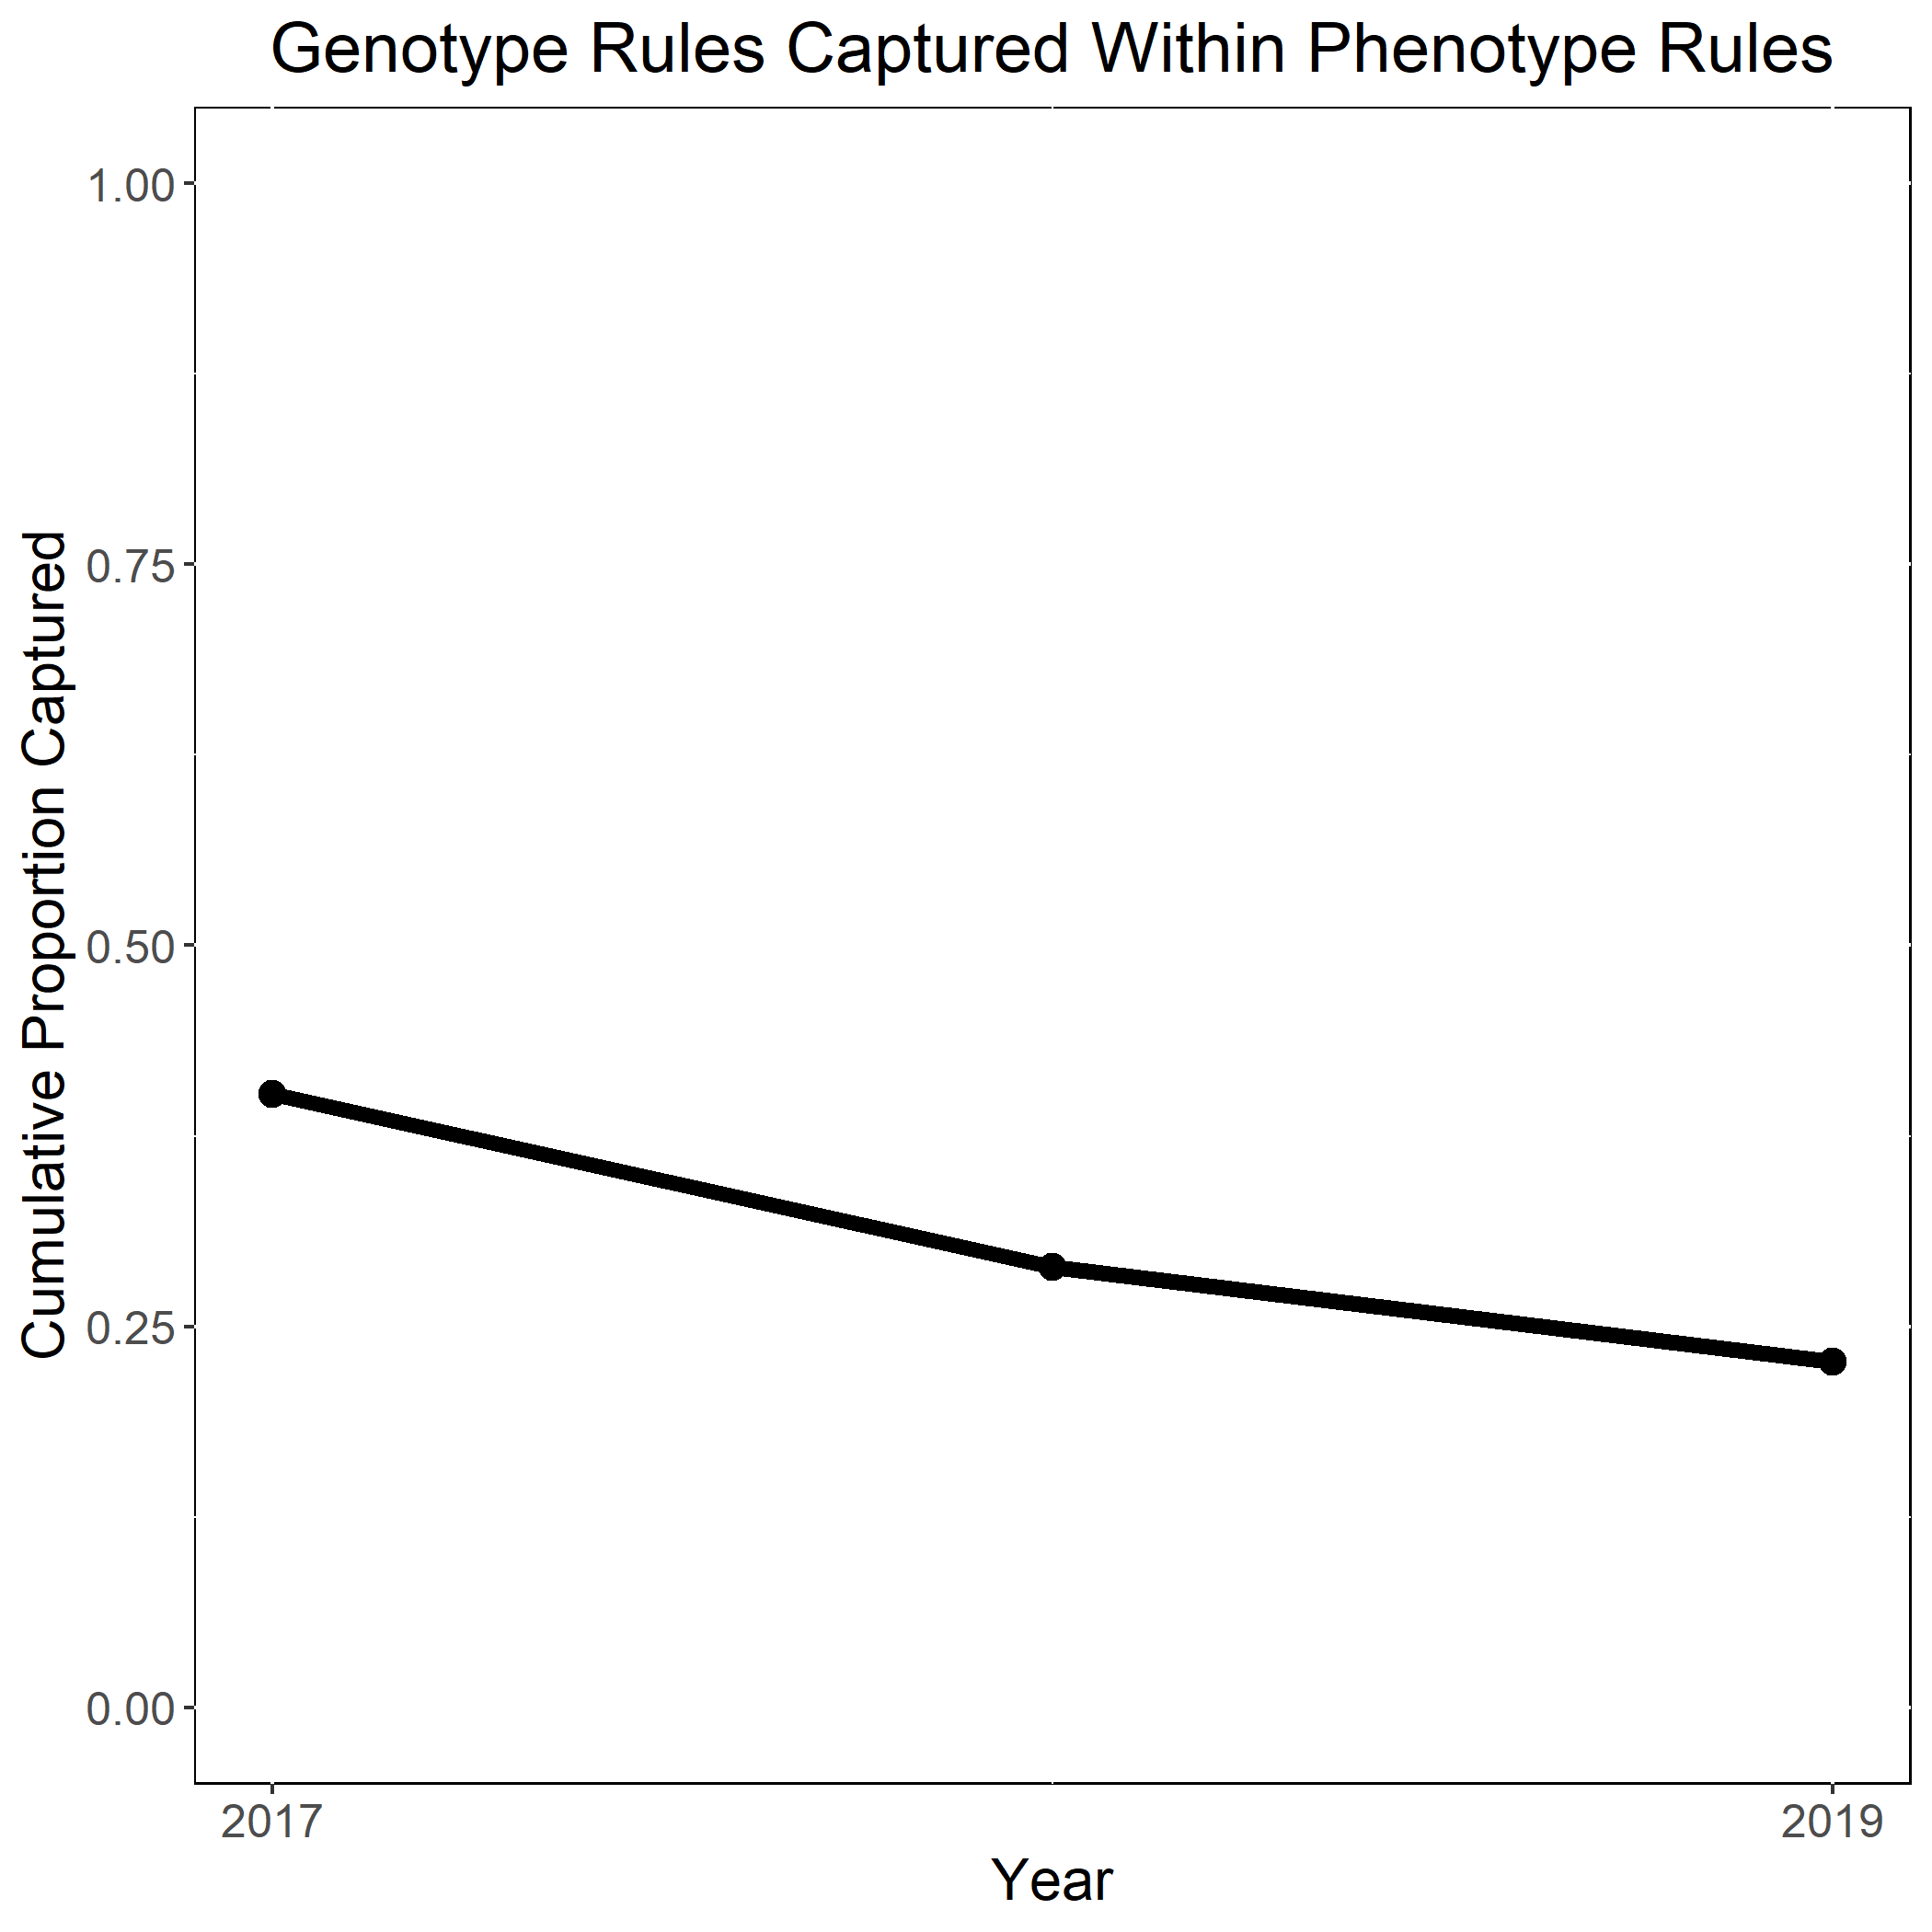 Genotype Rules Captured Within Phenotype Rules
Cumulative Proportion Captured
1.00
0.75
0.50
0.25
0.00
2017
2019
Year